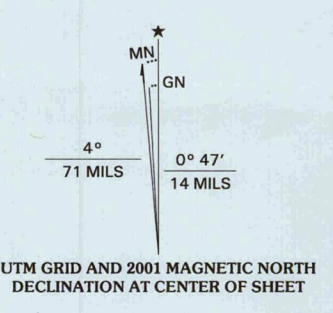 MN
GN
4°
71 MILS
0° 47'
14 MILS
UTM GRID AND 2001 MAGNETIC NORTH
DECLINATION AT CENTER OF SHEET